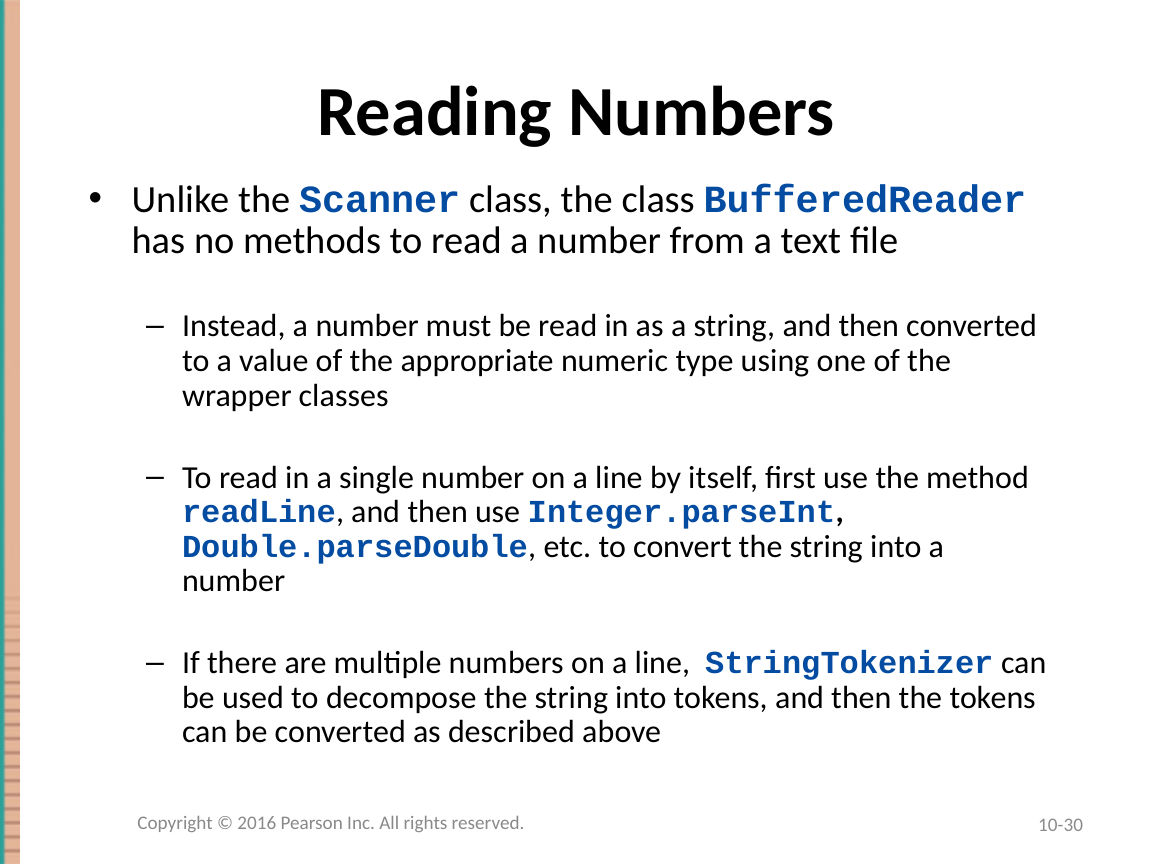 Reading Numbers
• Unlike the Scanner class, the class BufferedReader
has no methods to read a number from a text file
– Instead, a number must be read in as a string, and then converted
to a value of the appropriate numeric type using one of the
wrapper classes
– To read in a single number on a line by itself, first use the method
readLine, and then use Integer.parseInt,
Double.parseDouble, etc. to convert the string into a
number
– If there are multiple numbers on a line, StringTokenizer can
be used to decompose the string into tokens, and then the tokens
can be converted as described above
Copyright © 2016 Pearson Inc. All rights reserved.
10-30